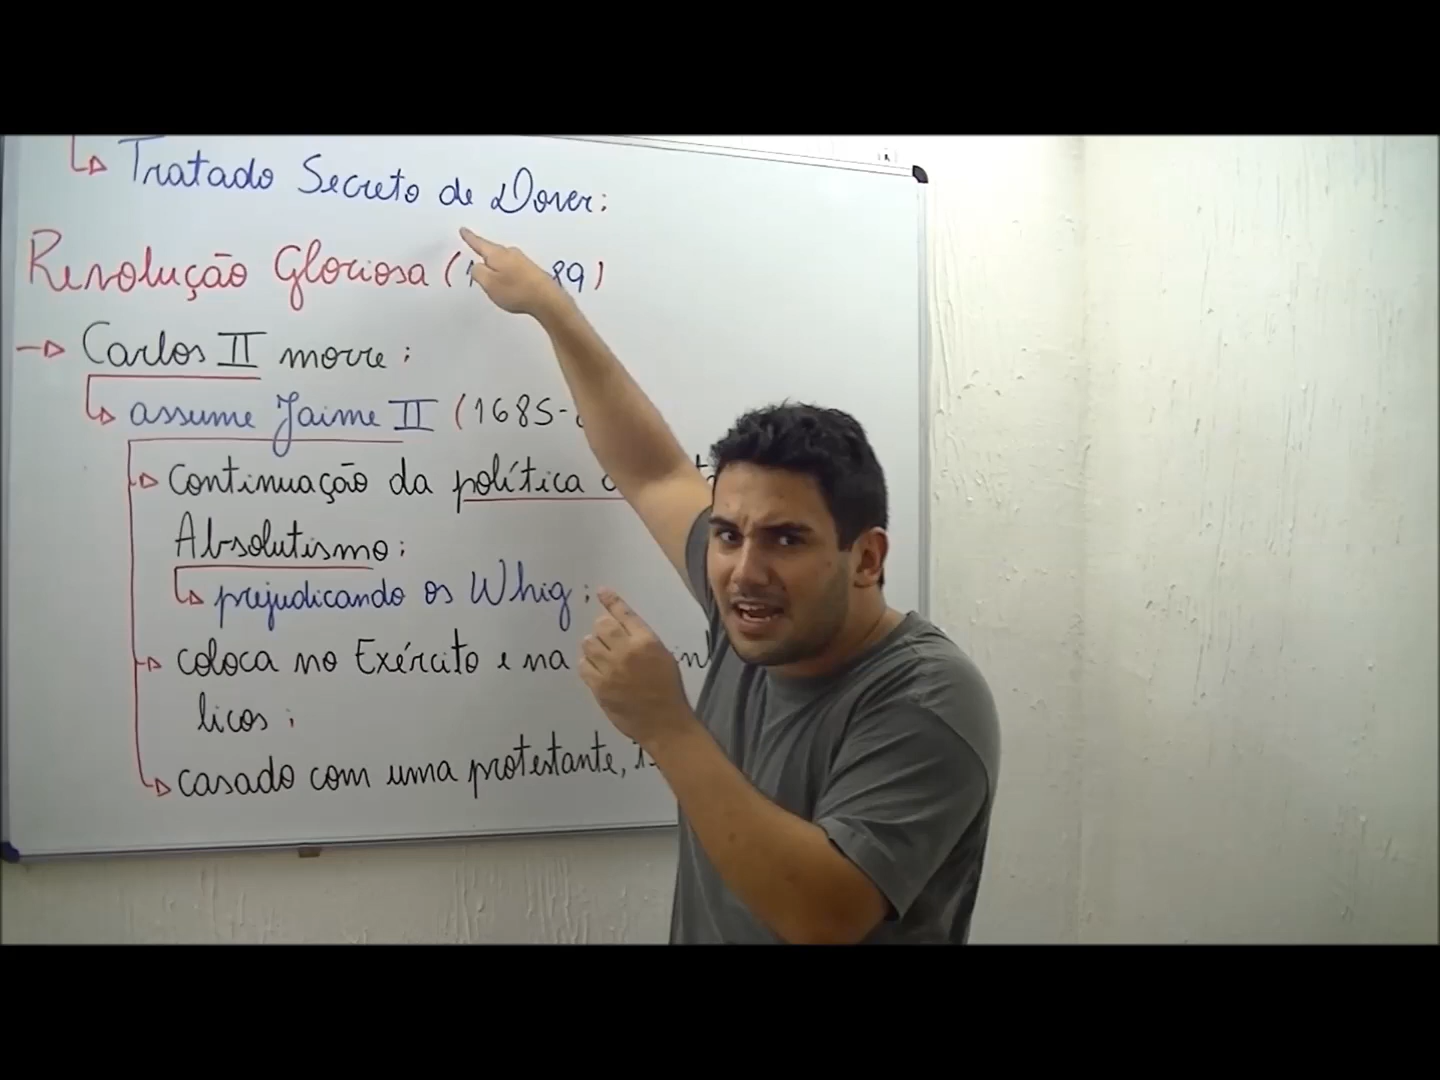 Tratado Secreto de Dover;
Revolução Gloriosa ( 89)
Carlos II morre;
assume Jaime II (1685-
Continuação da política
Absolutismo;
prejudicando os Whig;
coloca no Exército e na
licos;
casado com uma protestante,